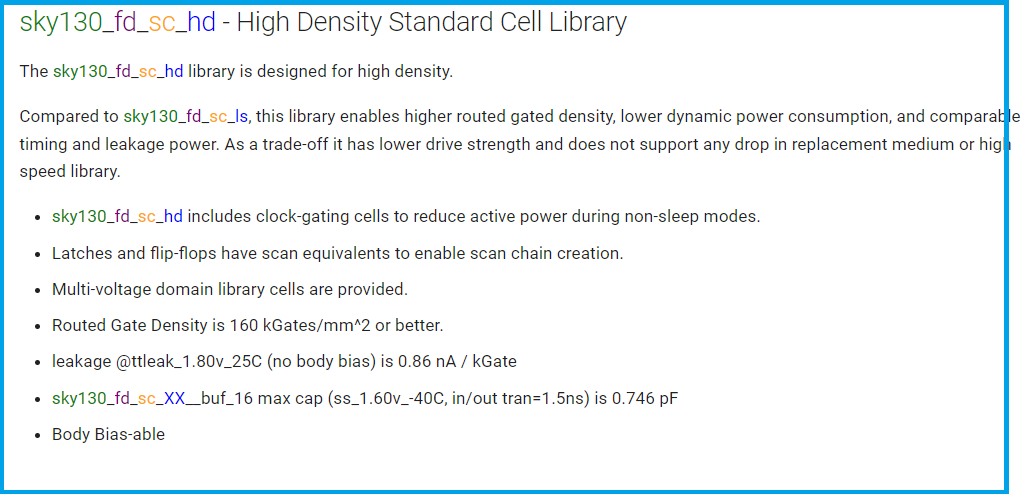 sky130_fd_sc_hd - High Density Standard Cell Library
The sky130_fd_sc_hd library is designed for high density.
Compared to sky130_fd_sc_ls, this library enables higher routed gated density, lower dynamic power consumption, and comparable
timing and leakage power. As a trade-off it has lower drive strength and does not support any drop in replacement medium or high
speed library.
• sky130_fd_sc_hd includes clock-gating cells to reduce active power during non-sleep modes.
• Latches and flip-flops have scan equivalents to enable scan chain creation.
• Multi-voltage domain library cells are provided.
• Routed Gate Density is 160 kGates/mm^2 or better.
• leakage @ttleak_1.80v_25C (no body bias) is 0.86 nA / kGate
• sky130_fd_sc_XX__buf_16 max cap (ss_1.60v_-40C, in/out tran=1.5ns) is 0.746 pF
• Body Bias-able